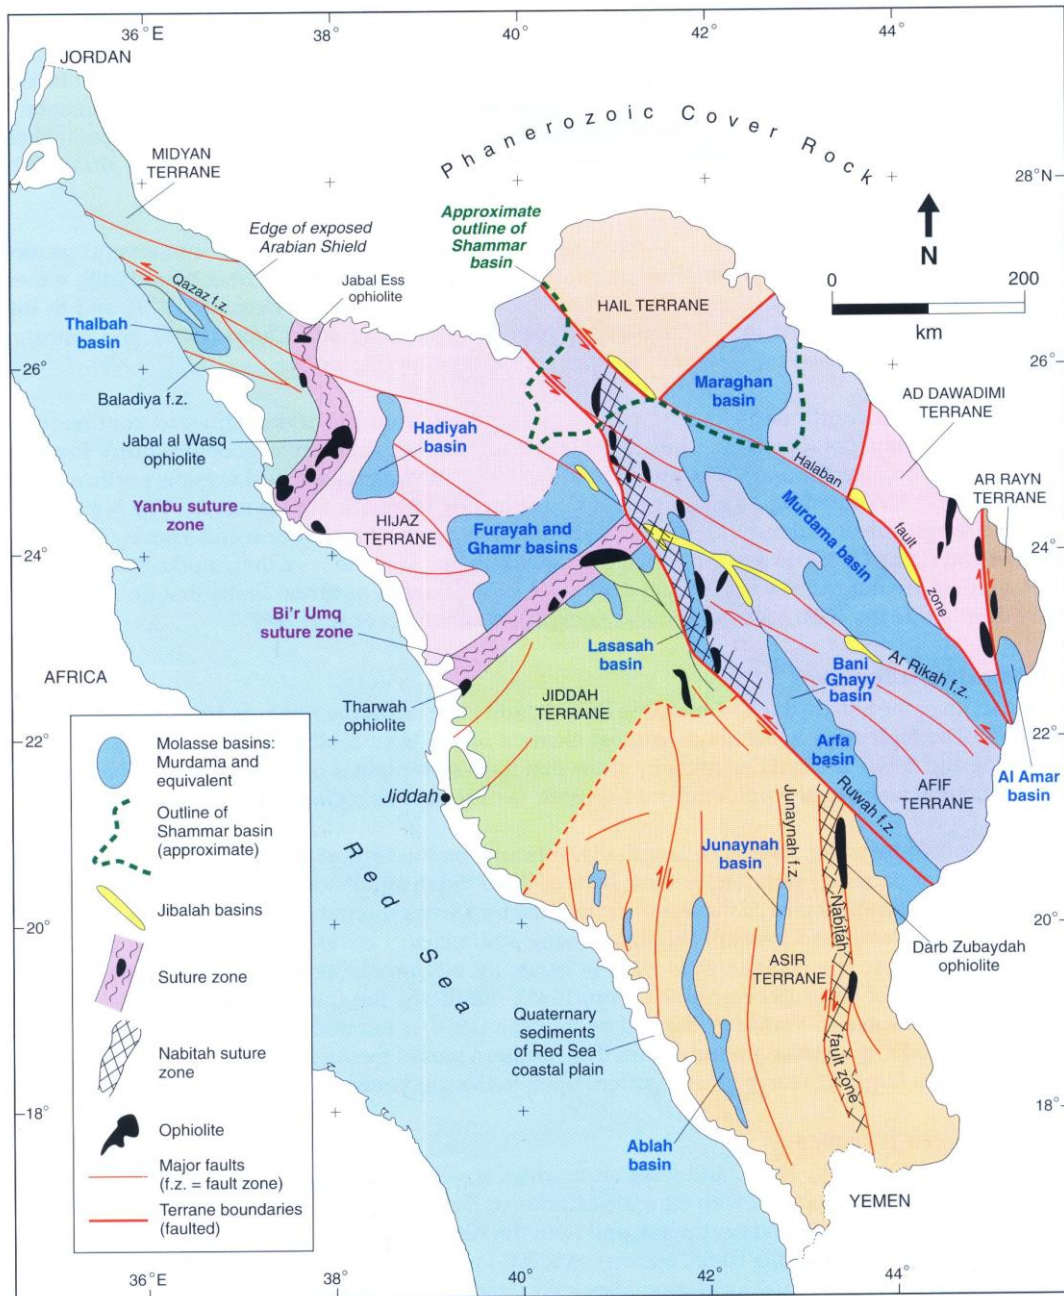 36°E
38°
40°
42°
44°
JORDAN
Phanerozoic Cover Rock
MIDYAN
TERRANE
28°N
Edge of exposed
Arabian Shield
Approximate
outline of
Shammar
basin
N
0
200
km
Qazaz f.z.
Jabal Ess
ophiolite
HAIL TERRANE
Thalbah
basin
26°
26°
Baladiya f.z.
Maraghan
basin
AD DAWADIMI
TERRANE
Hadiyah
basin
Jabal al Wasq
ophiolite
Halaban
fault
zone
AR RAYN
TERRANE
Yanbu suture
zone
HIJAZ
TERRANE
Furayah and
Ghamr basins
Murdama basin
24°
24°
Bi'r Umq
suture zone
Lasasah
basin
Bani
Ghayy
basin
Ar Rikah f.z.
AFRICA
Tharwah
ophiolite
JIDDAH
TERRANE
22°
22°
Arfa
basin
AFIF
TERRANE
Al Amar
basin
Ruwah f.z.
Jiddah
Junaynah f.z.
Junaynah
basin
Red Sea
20°
20°
Nabitah
fault zone
Darb Zubaydah
ophiolite
ASIR
TERRANE
Quaternary
sediments
of Red Sea
coastal plain
18°
18°
Ablah
basin
YEMEN
Molasse basins:
Murdama and
equivalent
Outline of
Shammar basin
(approximate)
Jibalah basins
Suture zone
Nabitah suture
zone
Ophiolite
Major faults
(f.z. = fault zone)
Terrane boundaries
(faulted)
36°E
38°
40°
42°
44°